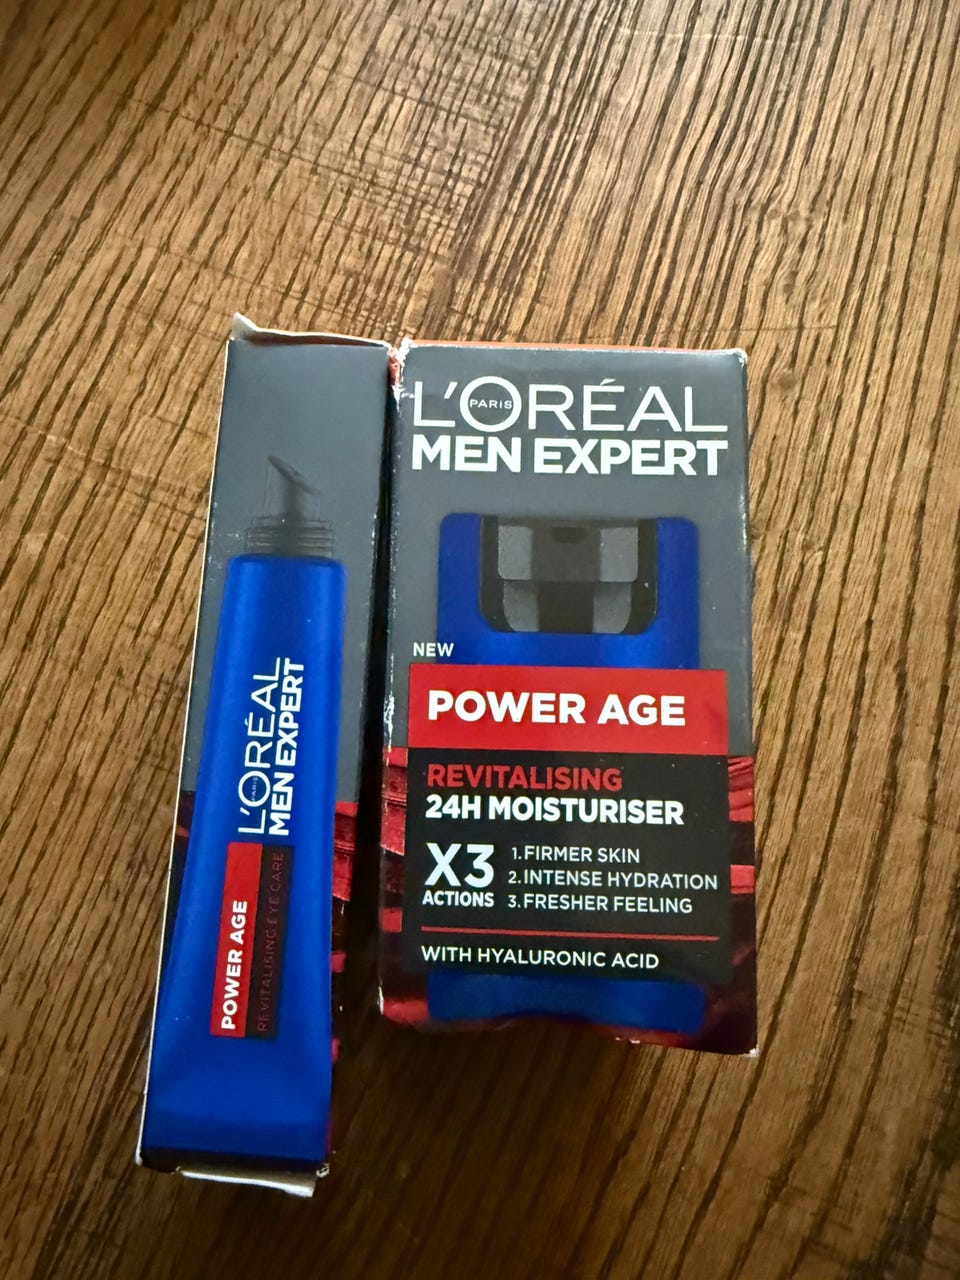 L'ORÉAL
PARIS
MEN EXPERT
POWER AGE
REVITALISING EYE CARE
L'ORÉAL
PARIS
MEN EXPERT
NEW
POWER AGE
REVITALISING
24H MOISTURISER
X3
ACTIONS
1.FIRMER SKIN
2.INTENSE HYDRATION
3.FRESHER FEELING
WITH HYALURONIC ACID